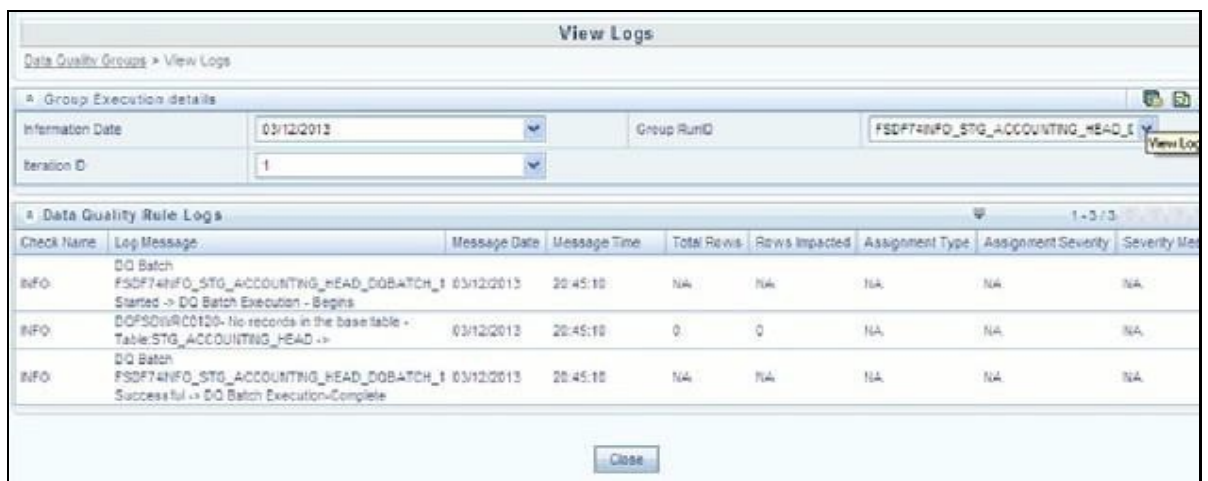 View Logs
Data Quality Groups > View Logs
Group Execution details
Information Date 03/12/2013 Group RunID FSDF74INFO_STG_ACCOUNTING_HEAD_D
View Log
Iteration ID 1
Data Quality Rule Logs 1 - 3 / 3
Check Name Log Message Message Date Message Time Total Rows Rows Impacted Assignment Type Assignment Severity Severity Mes
DQ Batch
INFO FSDF74INFO_STG_ACCOUNTING_HEAD_DQBATCH_1 03/12/2013 20:45:10 NA NA NA NA NA
Started -> DQ Batch Execution - Begins
No records in the base table -
INFO 03/12/2013 20:45:10 0 0 NA NA NA
Table:STG_ACCOUNTING_HEAD ->
DQ Batch
INFO FSDF74INFO_STG_ACCOUNTING_HEAD_DQBATCH_1 03/12/2013 20:45:10 NA NA NA NA NA
Successful -> DQ Batch Execution-Complete
Close